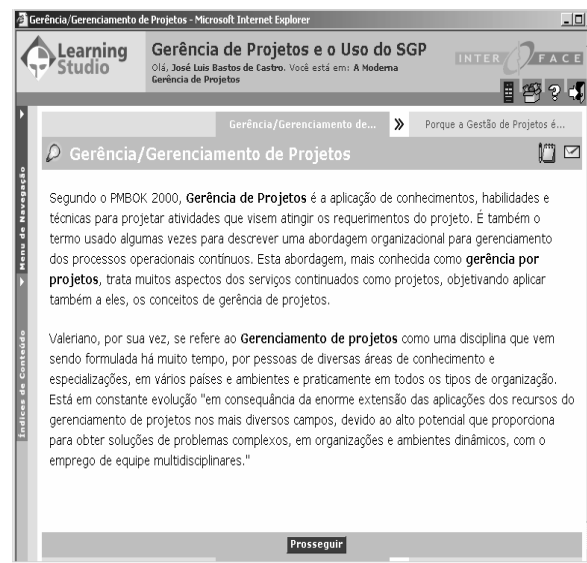 Gerência/Gerenciamento de Projetos - Microsoft Internet Explorer
Learning
Studio
Gerência de Projetos e o Uso do SGP
Olá, José Luis Bastos de Castro. Você está em: A Moderna
Gerência de Projetos
INTERFACE
Gerência/Gerenciamento de...
Porque a Gestão de Projetos é...
Gerência/Gerenciamento de Projetos
Menu de Navegação
Índices de Conteúdo
Segundo o PMBOK 2000, Gerência de Projetos é a aplicação de conhecimentos, habilidades e
técnicas para projetar atividades que visem atingir os requerimentos do projeto. É também o
termo usado algumas vezes para descrever uma abordagem organizacional para gerenciamento
dos processos operacionais contínuos. Esta abordagem, mais conhecida como gerência por
projetos, trata muitos aspectos dos serviços continuados como projetos, objetivando aplicar
também a eles, os conceitos de gerência de projetos.
Valeriano, por sua vez, se refere ao Gerenciamento de projetos como uma disciplina que vem
sendo formulada há muito tempo, por pessoas de diversas áreas de conhecimento e
especializações, em vários países e ambientes e praticamente em todos os tipos de organização.
Está em constante evolução "em consequência da enorme extensão das aplicações dos recursos do
gerenciamento de projetos nos mais diversos campos, devido ao alto potencial que proporciona
para obter soluções de problemas complexos, em organizações e ambientes dinâmicos, com o
emprego de equipe multidisciplinares."
Prosseguir